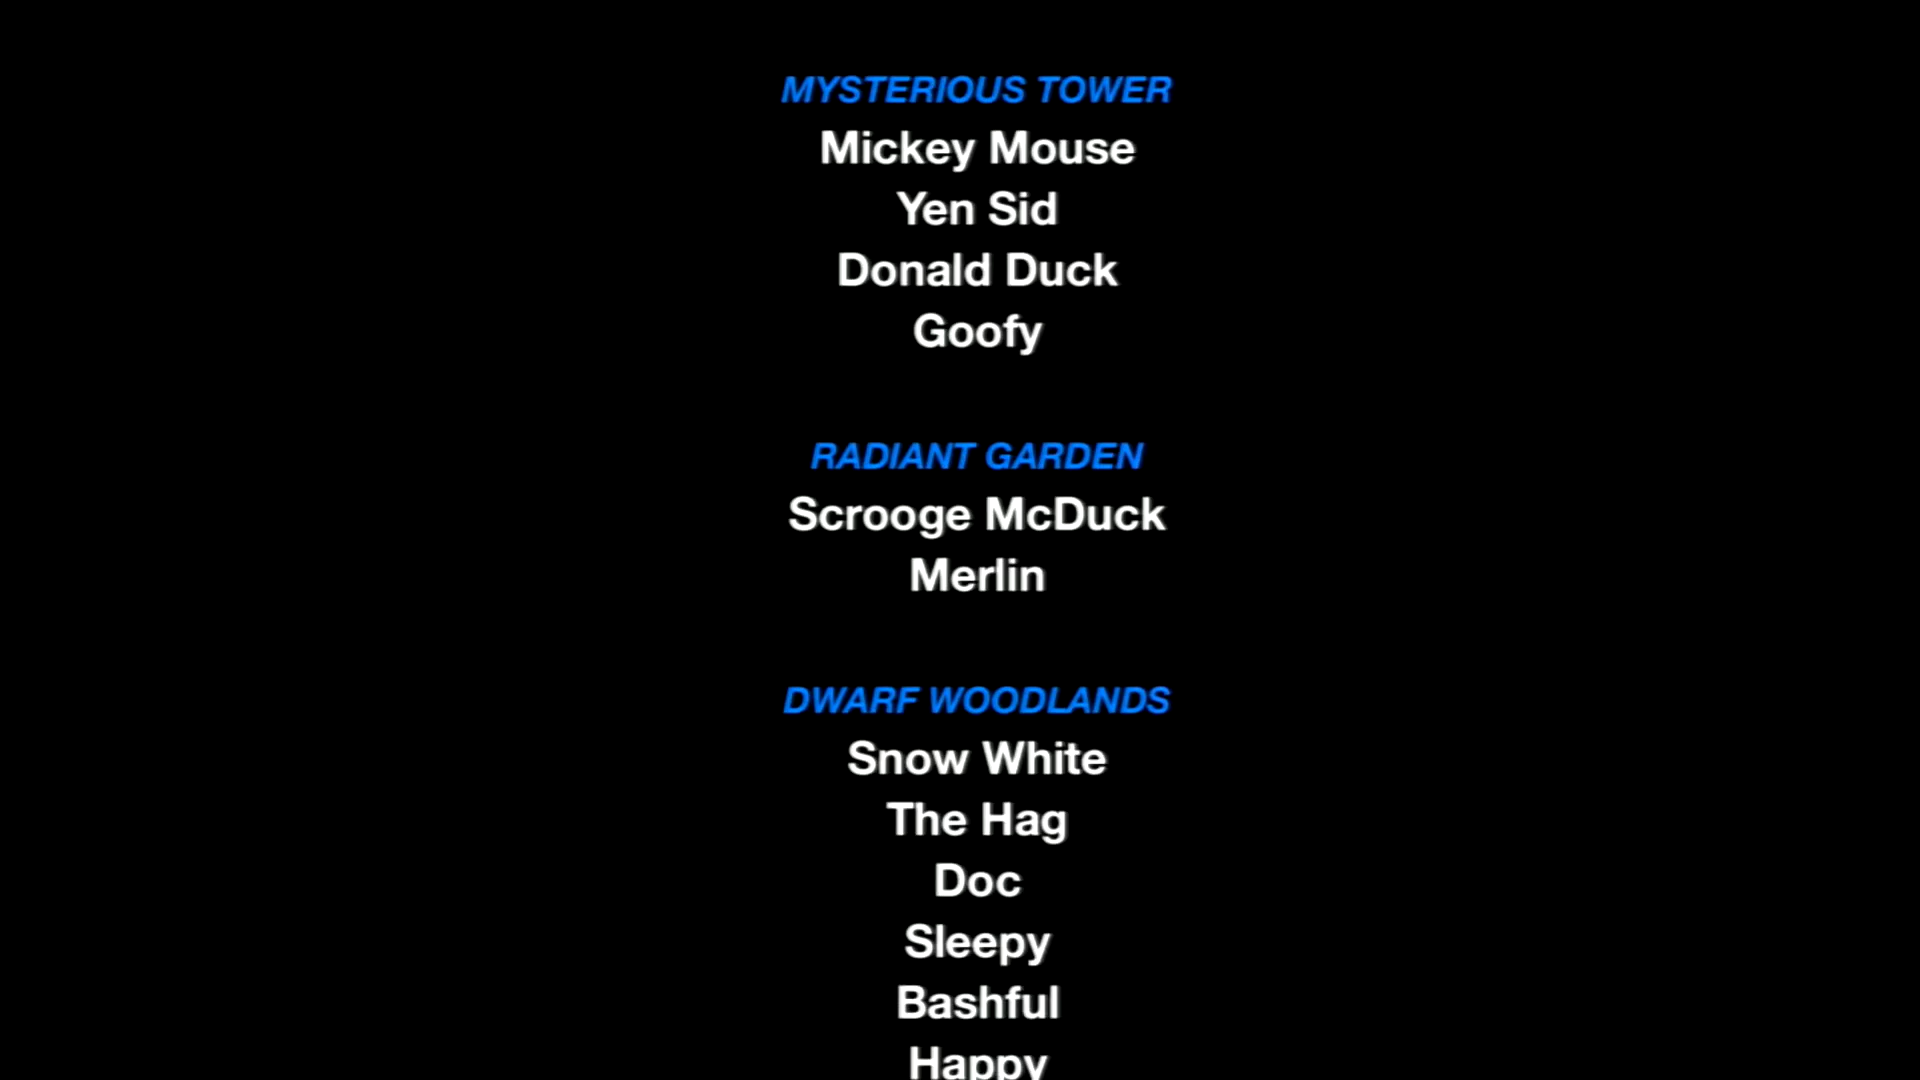 MYSTERIOUS TOWER
Mickey Mouse
Yen Sid
Donald Duck
Goofy
RADIANT GARDEN
Scrooge McDuck
Merlin
DWARF WOODLANDS
Snow White
The Hag
Doc
Sleepy
Bashful
Happy